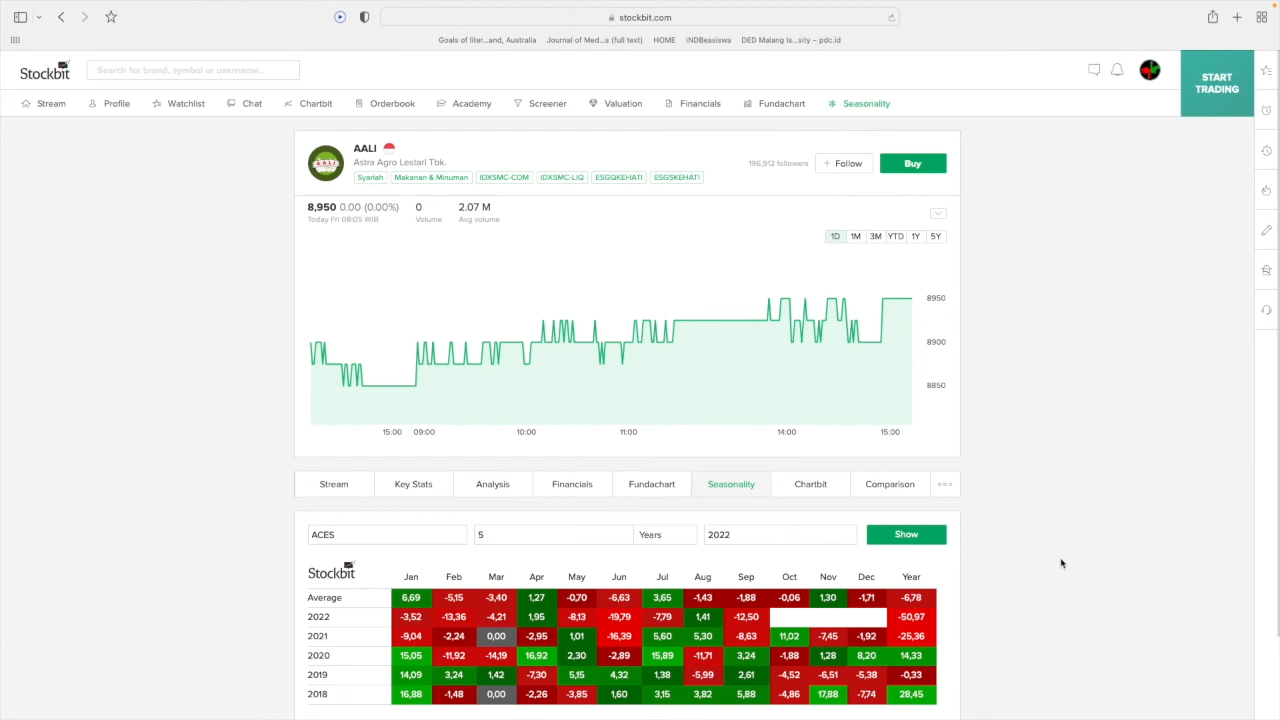 stockbit.com
Goals of liter...and, Australia Journal of Med...s (full text) HOME INDBeasiswa DED Malang Is...sity – pdc.id
Stockbit Search for brand, symbol or username.. START TRADING
Stream Profile Watchlist Chat Chartbit Orderbook Academy Screener Valuation Financials Fundachart Seasonality
AALI
Astra Agro Lestari Tbk. 196,912 followers + Follow Buy
Syariah Makanan & Minuman IDXSMC-COM IDXSMC-LIQ ESGQKEHATI ESGSKEHATI
8,950 0.00 (0.00%) 0 2.07 M
Today Fri 08:05 WIB Volume Avg volume
1D 1M 3M YTD 1Y 5Y
8950
8900
8850
15:00 09:00 10:00 11:00 14:00 15:00
Stream Key Stats Analysis Financials Fundachart Seasonality Chartbit Comparison
ACES 5 Years 2022 Show
Stockbit Jan Feb Mar Apr May Jun Jul Aug Sep Oct Nov Dec Year
Average 6,69 -5,15 -3,40 1,27 -0,70 -6,63 3,65 -1,43 -1,88 -0,06 1,30 -1,71 -6,78
2022 -3,52 -13,36 -4,21 1,95 -8,13 -19,79 -7,79 1,41 -12,50 -50,97
2021 -9,04 -2,24 0,00 -2,95 1,01 -16,39 5,60 5,30 -8,63 11,02 -7,45 -1,92 -25,36
2020 15,05 -11,92 -14,19 16,92 2,30 -2,89 15,89 -11,71 3,24 -1,88 1,28 8,20 14,33
2019 14,09 3,24 1,42 -7,30 5,15 4,32 1,38 -5,99 2,61 -4,52 -6,51 -5,38 -0,33
2018 16,88 -1,48 0,00 -2,26 -3,85 1,60 3,15 3,82 5,88 -4,86 17,88 -7,74 28,45